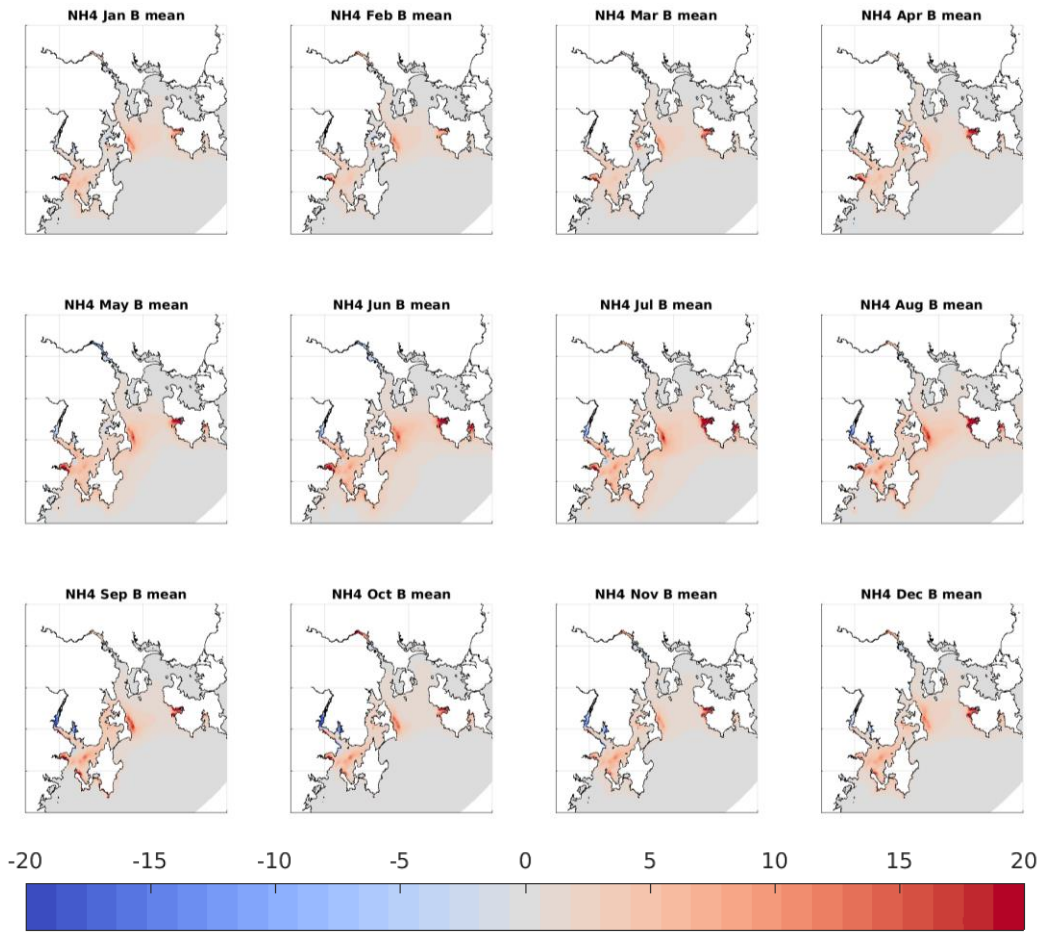 NH4 Jan B mean NH4 Feb B mean NH4 Mar B mean NH4 Apr B mean
NH4 May B mean NH4 Jun B mean NH4 Jul B mean NH4 Aug B mean
NH4 Sep B mean NH4 Oct B mean NH4 Nov B mean NH4 Dec B mean
-20 -15 -10 -5 0 5 10 15 20